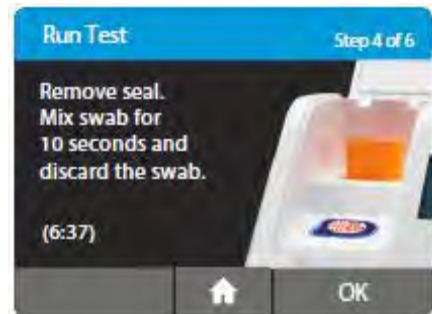 Run Test
Step 4 of 6
Remove seal.
Mix swab for
10 seconds and
discard the swab.
(6:37)
OK